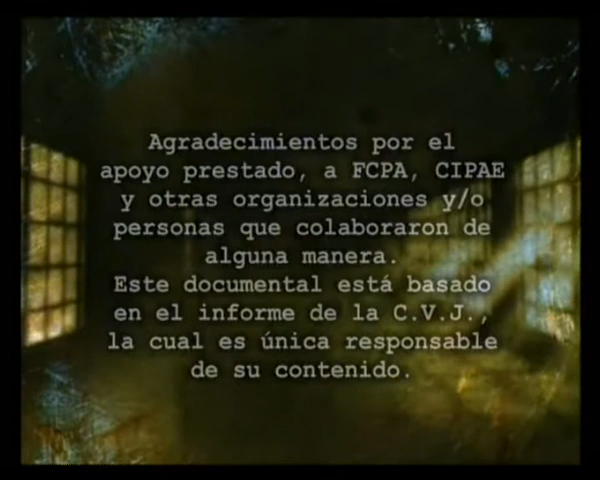 Agradecimientos por el
apoyo prestado, a FCPA, CIPAE
y otras organizaciones y/o
personas que colaboraron de
alguna manera.
Este documental está basado
en el informe de la C.V.J.,
la cual es única responsable
de su contenido.